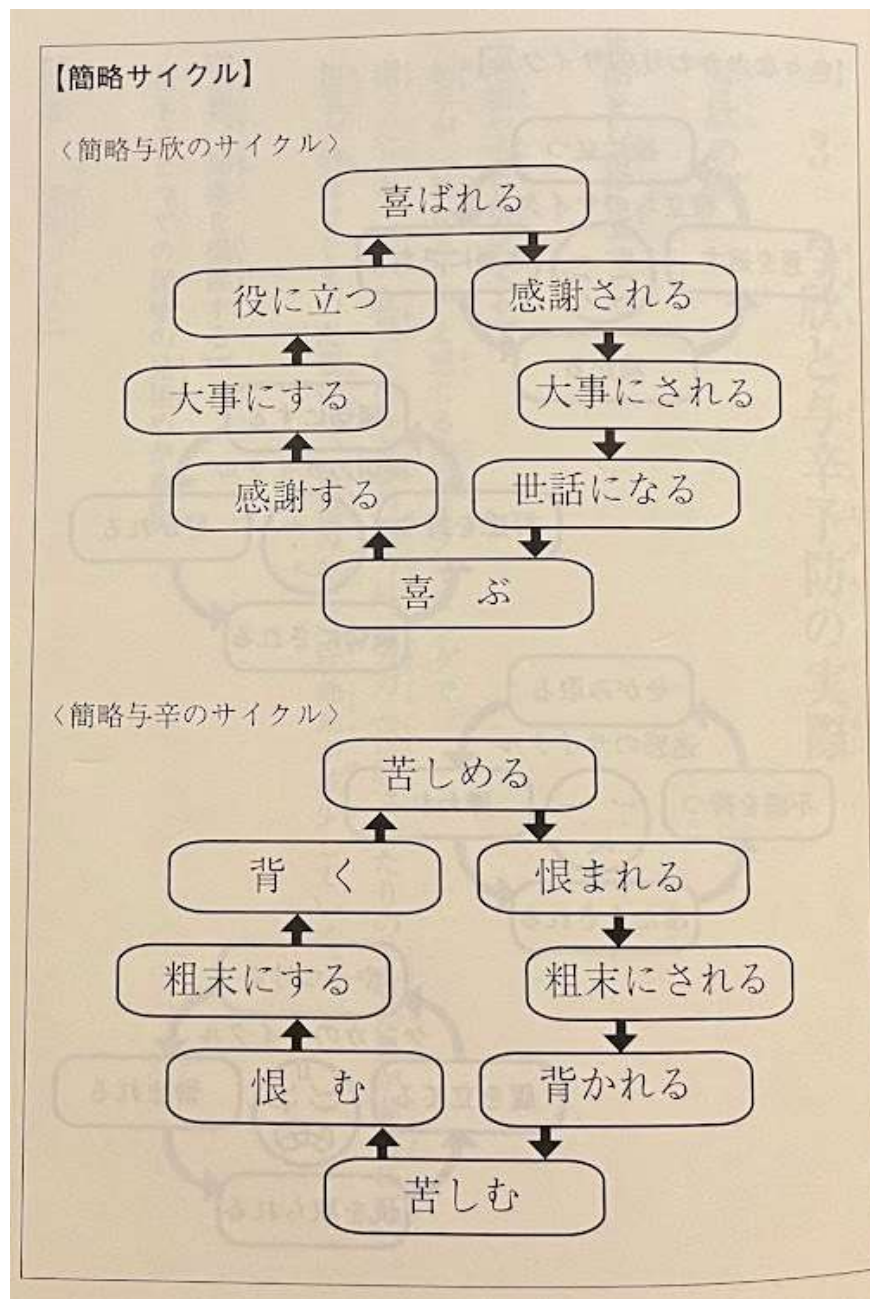 【簡略サイクル】
〈簡略与欣のサイクル〉
喜ばれる
役に立つ
感謝される
大事にする
大事にされる
感謝する
世話になる
喜　ぶ
〈簡略与辛のサイクル〉
苦しめる
背　く
恨まれる
粗末にする
粗末にされる
恨　む
背かれる
苦しむ